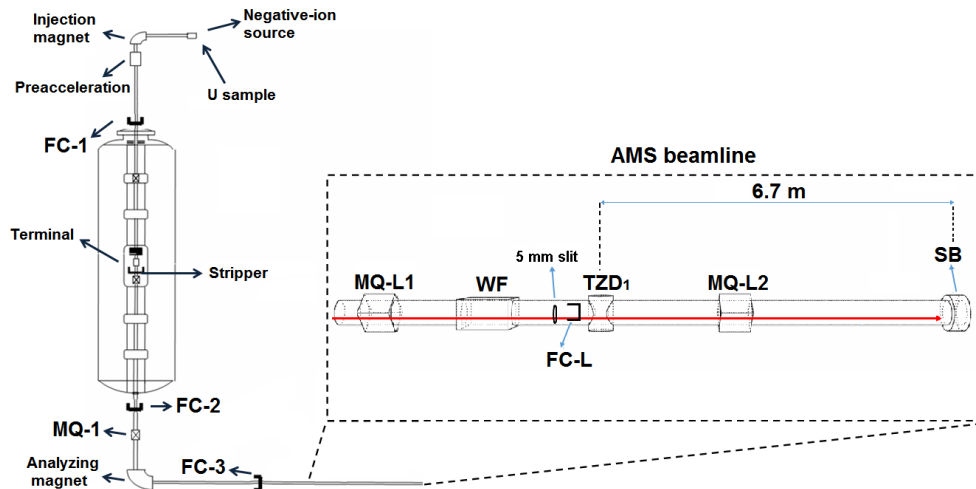 Injection
magnet
Negative-ion
source
Preacceleration
U sample
FC-1
Terminal
Stripper
FC-2
MQ-1
Analyzing
magnet
FC-3
AMS beamline
6.7 m
5 mm slit
MQ-L1
WF
TZD1
MQ-L2
SB
FC-L